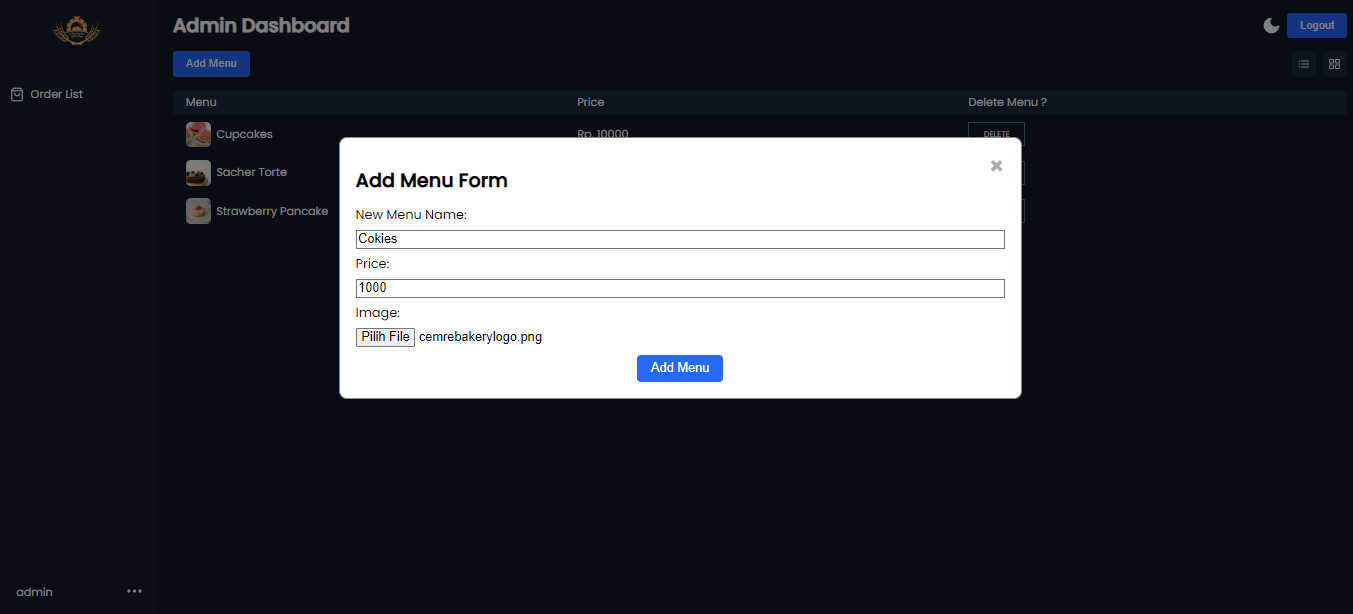 Admin Dashboard
Logout
Add Menu
Order List
Menu Price Delete Menu ?
Cupcakes Rp. 10000 DELETE
Sacher Torte
Strawberry Pancake
Add Menu Form
New Menu Name:
Cokies
Price:
1000
Image:
Pilih File cemrebakerylogo.png
Add Menu
admin